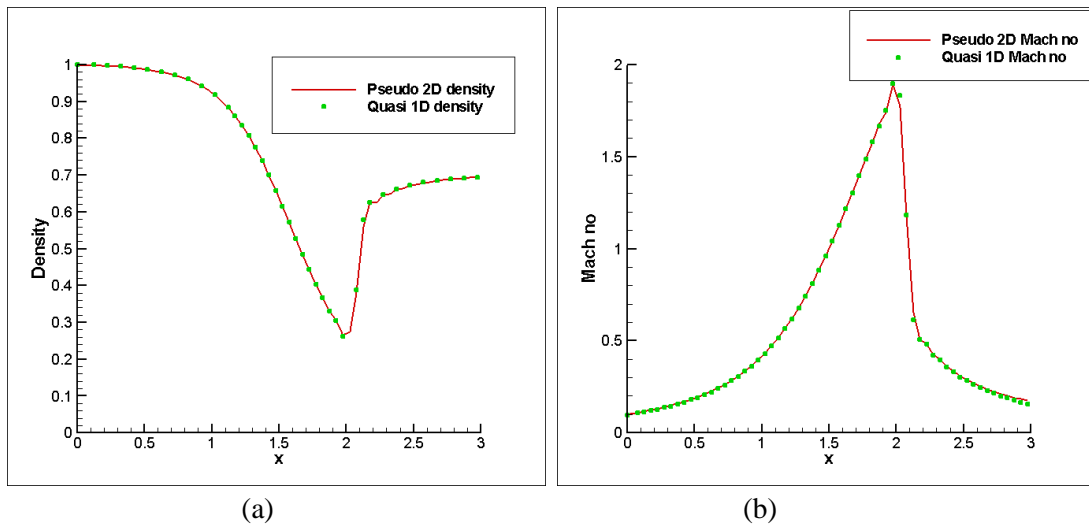 Pseudo 2D density
Quasi 1D density
1
0.9
0.8
0.7
0.6
0.5
0.4
0.3
0.2
0.1
0
Density
0 0.5 1 1.5 2 2.5 3
x
(a)
Pseudo 2D Mach no
Quasi 1D Mach no
2
1.5
1
0.5
0
Mach no
0 0.5 1 1.5 2 2.5 3
x
(b)